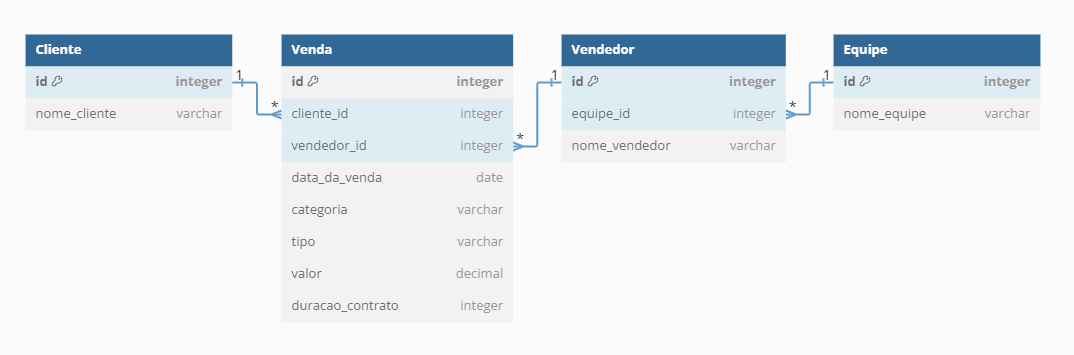 Cliente
id integer
nome_cliente varchar
1
*
Venda
id integer
cliente_id integer
vendedor_id integer
data_da_venda date
categoria varchar
tipo varchar
valor decimal
duracao_contrato integer
1
*
Vendedor
id integer
equipe_id integer
nome_vendedor varchar
1
*
Equipe
id integer
nome_equipe varchar